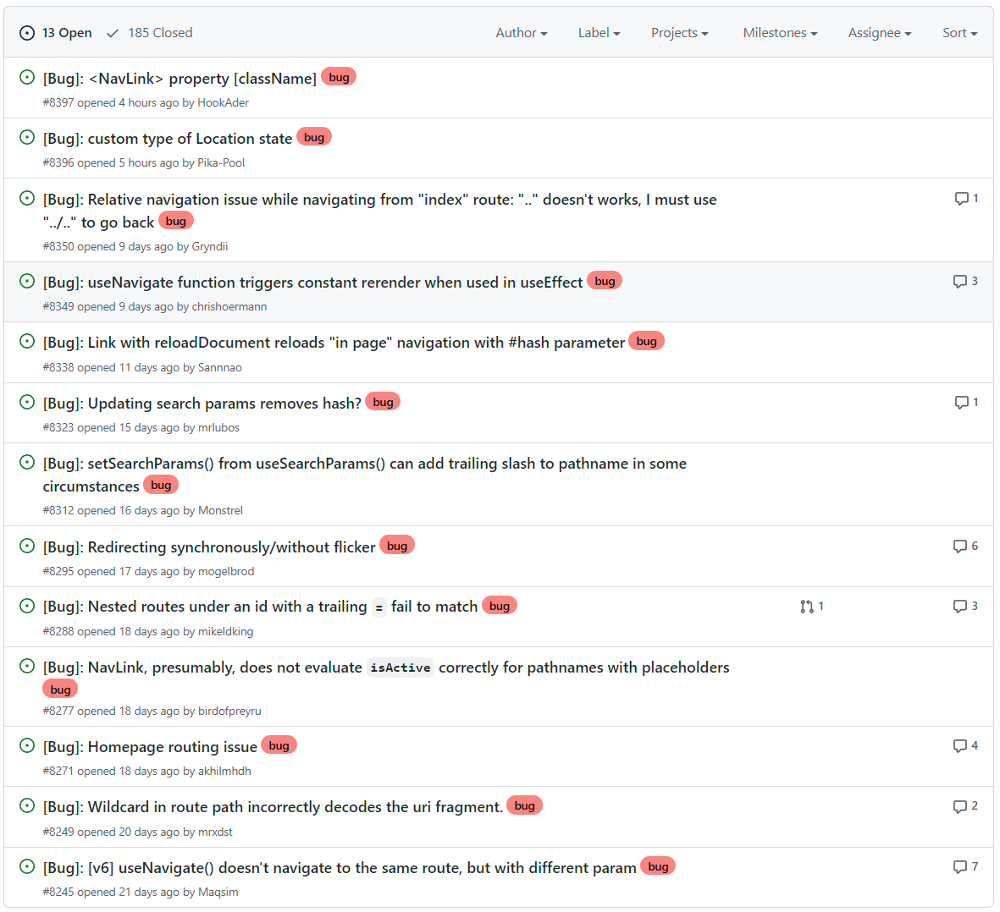 13 Open 185 Closed Author Label Projects Milestones Assignee Sort
[Bug]: <NavLink> property [className] bug
#8397 opened 4 hours ago by HookAder
[Bug]: custom type of Location state bug
#8396 opened 5 hours ago by Pika-Pool
[Bug]: Relative navigation issue while navigating from "index" route: ".." doesn't works, I must use 1
"../.." to go back bug
#8350 opened 9 days ago by Gryndii
[Bug]: useNavigate function triggers constant rerender when used in useEffect bug 3
#8349 opened 9 days ago by chrishoermann
[Bug]: Link with reloadDocument reloads "in page" navigation with #hash parameter bug
#8338 opened 11 days ago by Sannnao
[Bug]: Updating search params removes hash? bug 1
#8323 opened 15 days ago by mrlubos
[Bug]: setSearchParams() from useSearchParams() can add trailing slash to pathname in some
circumstances bug
#8312 opened 16 days ago by Monstrel
[Bug]: Redirecting synchronously/without flicker bug 6
#8295 opened 17 days ago by mogelbrod
[Bug]: Nested routes under an id with a trailing = fail to match bug 1 3
#8288 opened 18 days ago by mikeldking
[Bug]: NavLink, presumably, does not evaluate isActive correctly for pathnames with placeholders
bug
#8277 opened 18 days ago by birdofpreyru
[Bug]: Homepage routing issue bug 4
#8271 opened 18 days ago by akhilmhdh
[Bug]: Wildcard in route path incorrectly decodes the uri fragment. bug 2
#8249 opened 20 days ago by mrxdst
[Bug]: [v6] useNavigate() doesn't navigate to the same route, but with different param bug 7
#8245 opened 21 days ago by Maqsim